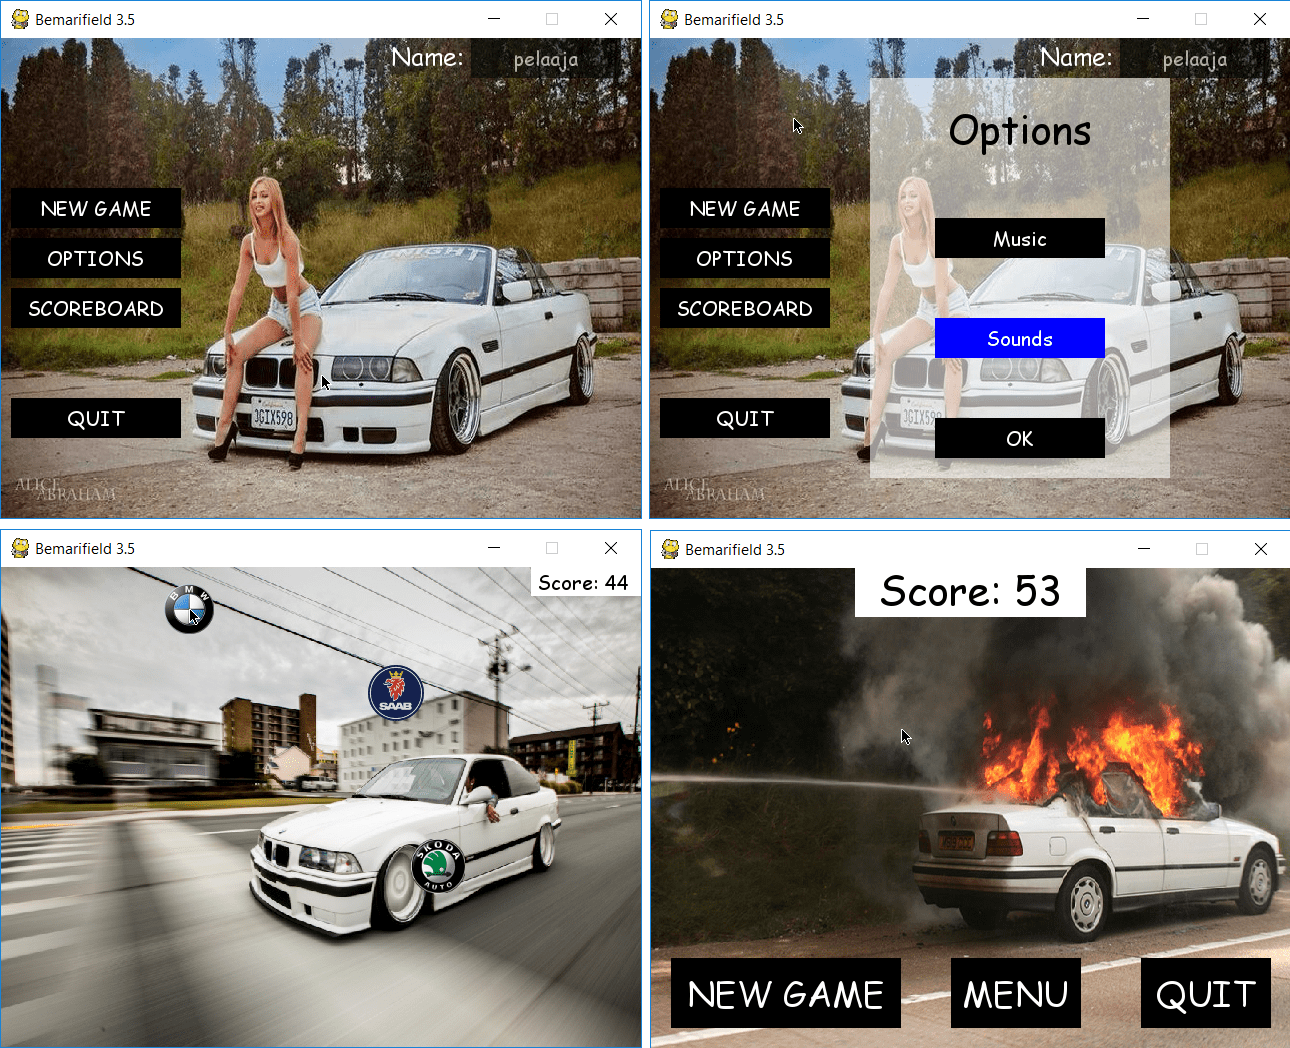 Bemarifield 3.5
Name: pelaaja
NEW GAME
OPTIONS
SCOREBOARD
QUIT
3GIX598
ALICE
ABRAHAM
Bemarifield 3.5
Name: pelaaja
Options
NEW GAME
Music
OPTIONS
SCOREBOARD
Sounds
QUIT
3GIX598
OK
ALICE
ABRAHAM
Bemarifield 3.5
Score: 44
BMW
SAAB
SKODA
AUTO
Bemarifield 3.5
Score: 53
NEW GAME
MENU
QUIT